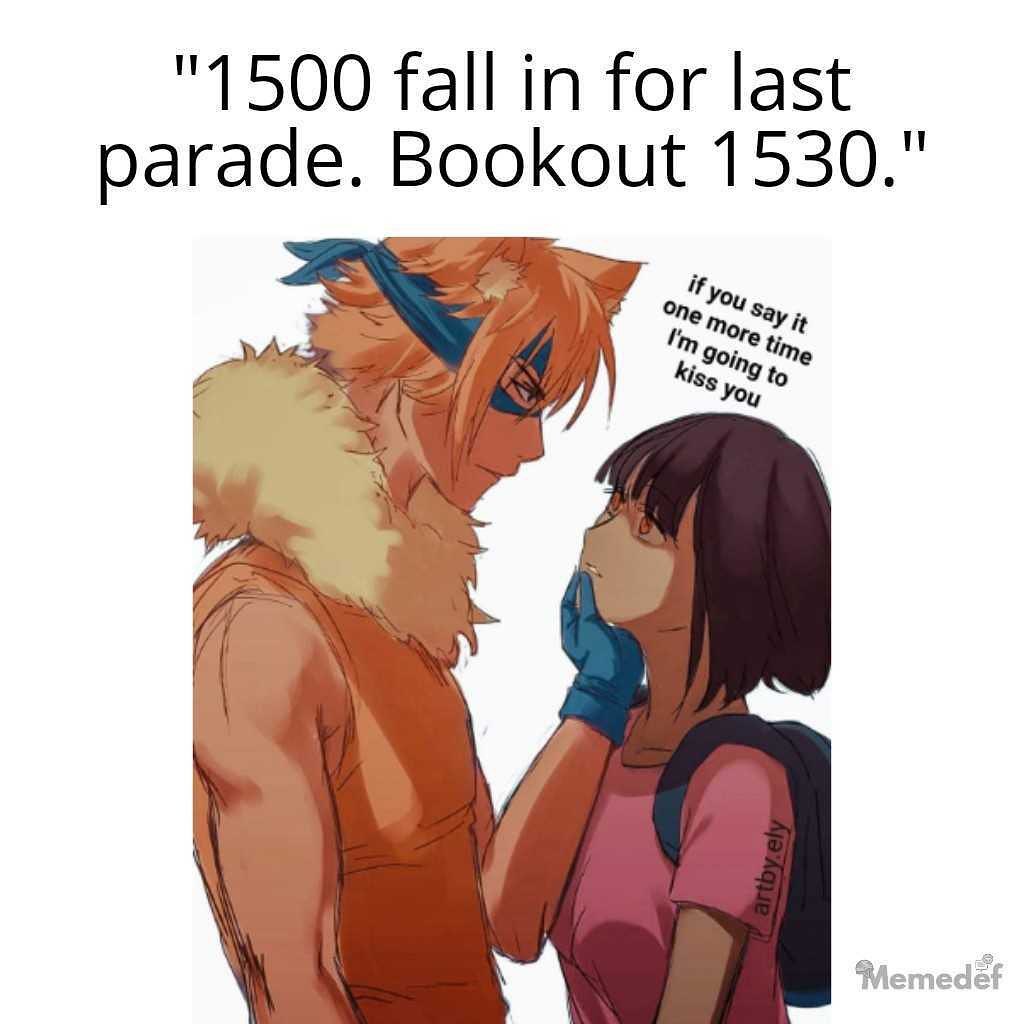 "1500 fall in for last
parade. Bookout 1530."
if you say it
one more time
I'm going to
kiss you
artby.ely
Memedef